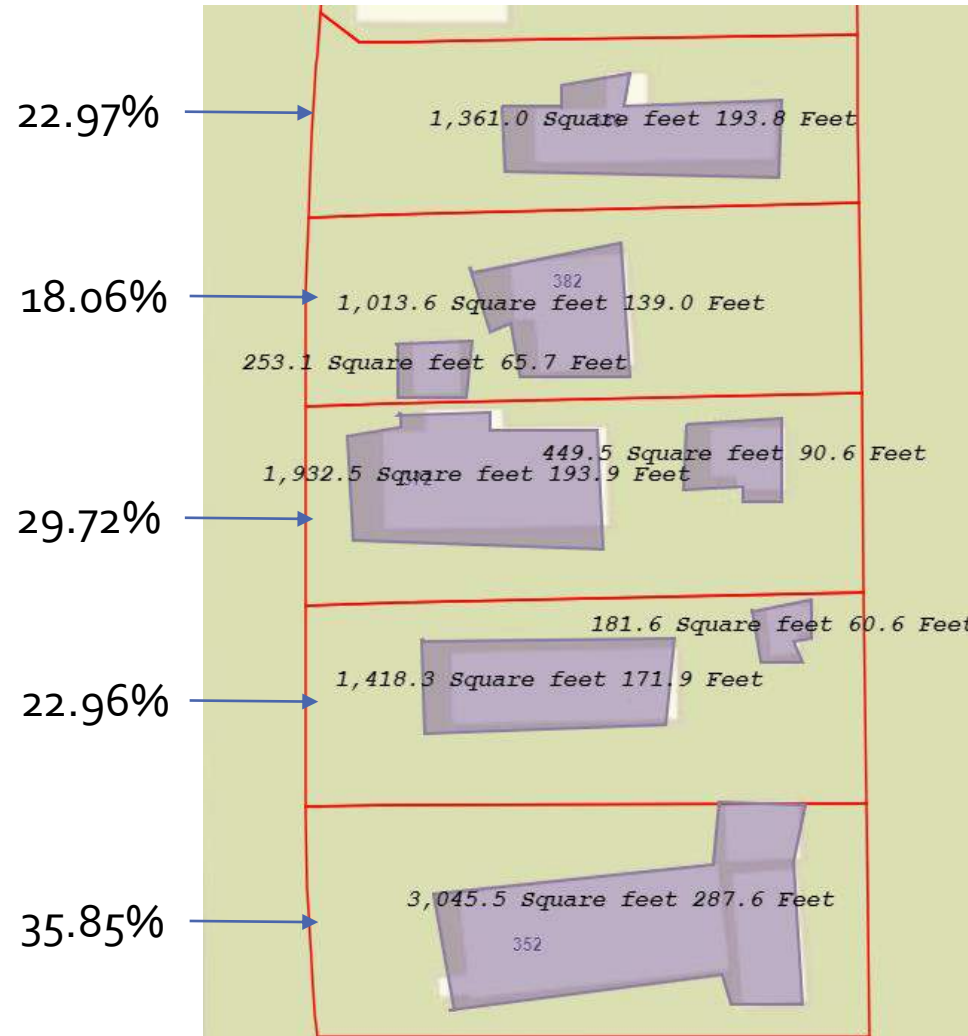 22.97%
1,361.0 Square feet 193.8 Feet
18.06%
382
1,013.6 Square feet 139.0 Feet
253.1 Square feet 65.7 Feet
449.5 Square feet 90.6 Feet
1,932.5 Square feet 193.9 Feet
29.72%
181.6 Square feet 60.6 Feet
1,418.3 Square feet 171.9 Feet
22.96%
3,045.5 Square feet 287.6 Feet
35.85%
352